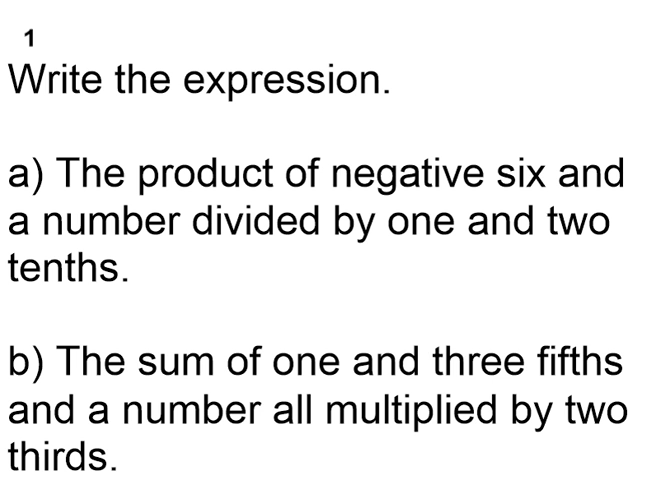 1
Write the expression.
a) The product of negative six and
a number divided by one and two
tenths.
b) The sum of one and three fifths
and a number all multiplied by two
thirds.